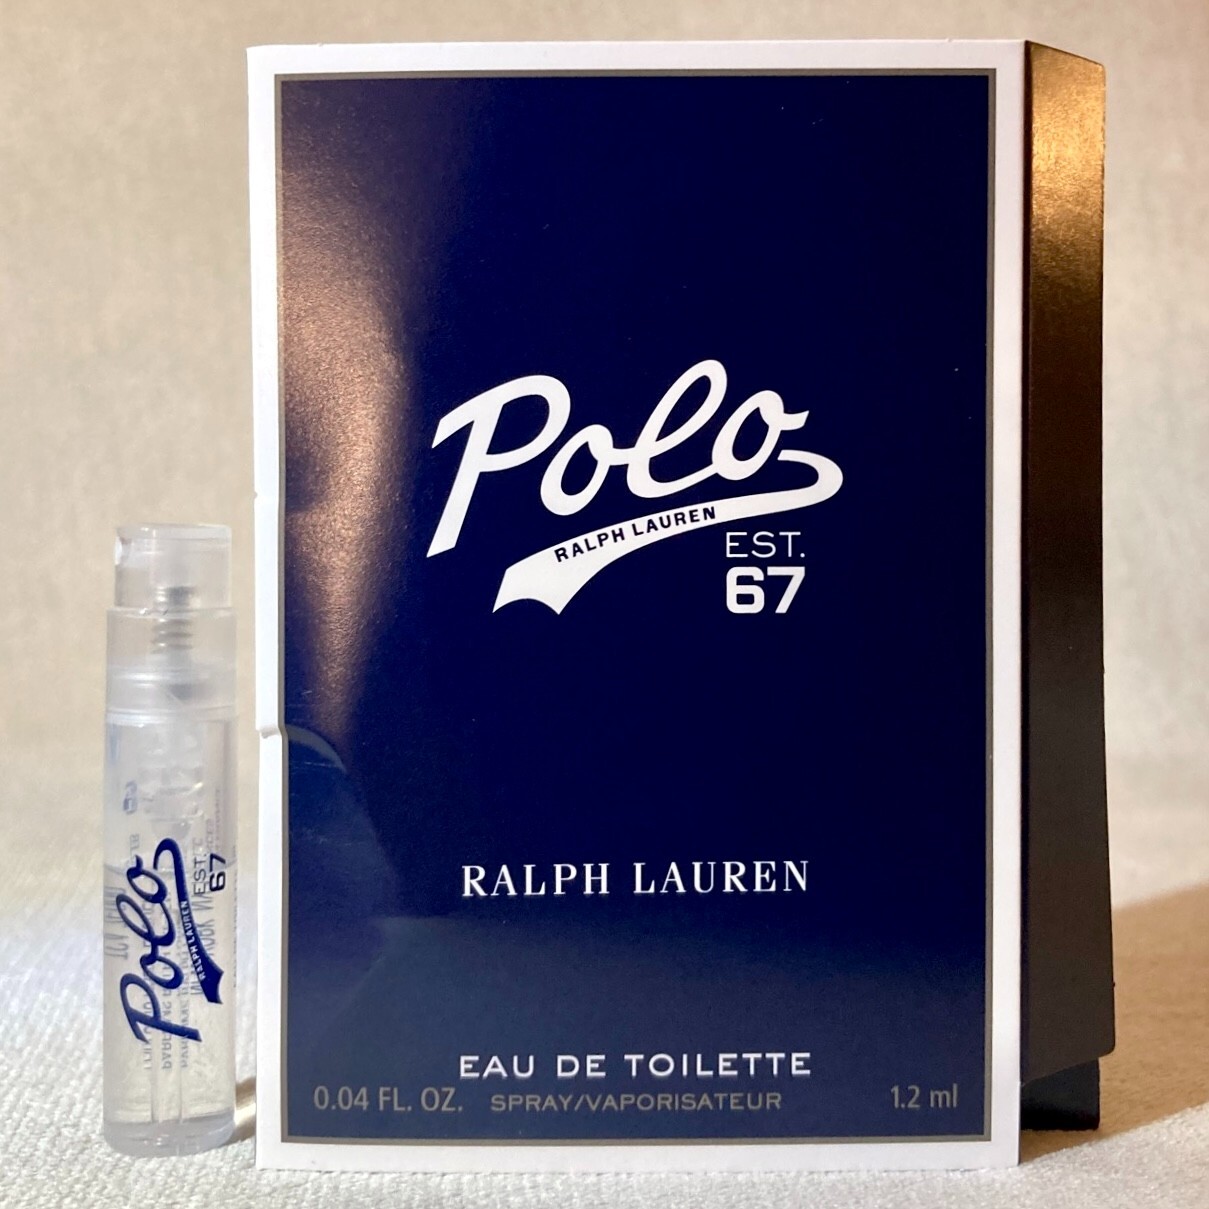 Polo
RALPH LAUREN
EST.
67
RALPH LAUREN
EAU DE TOILETTE
0.04 FL. OZ. SPRAY/VAPORISATEUR 1.2 ml
Polo
RALPH LAUREN
EST.
67